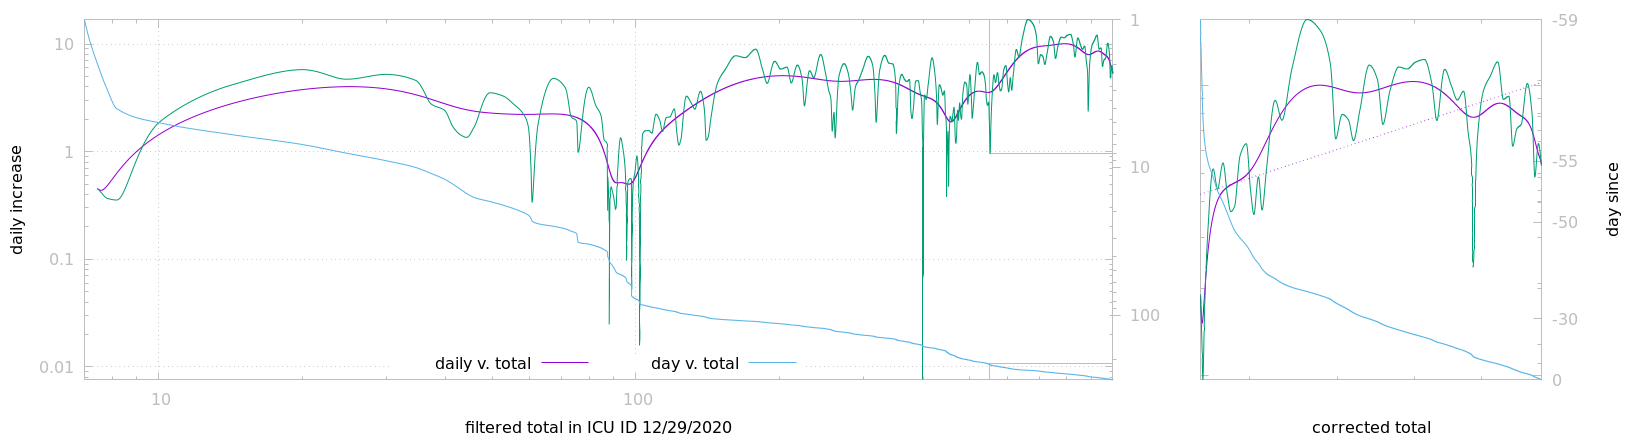 daily increase
10
1
0.1
0.01
10
100
daily v. total
day v. total
filtered total in ICU ID 12/29/2020
1
10
100
-59
-55
-50
-30
0
day since
corrected total